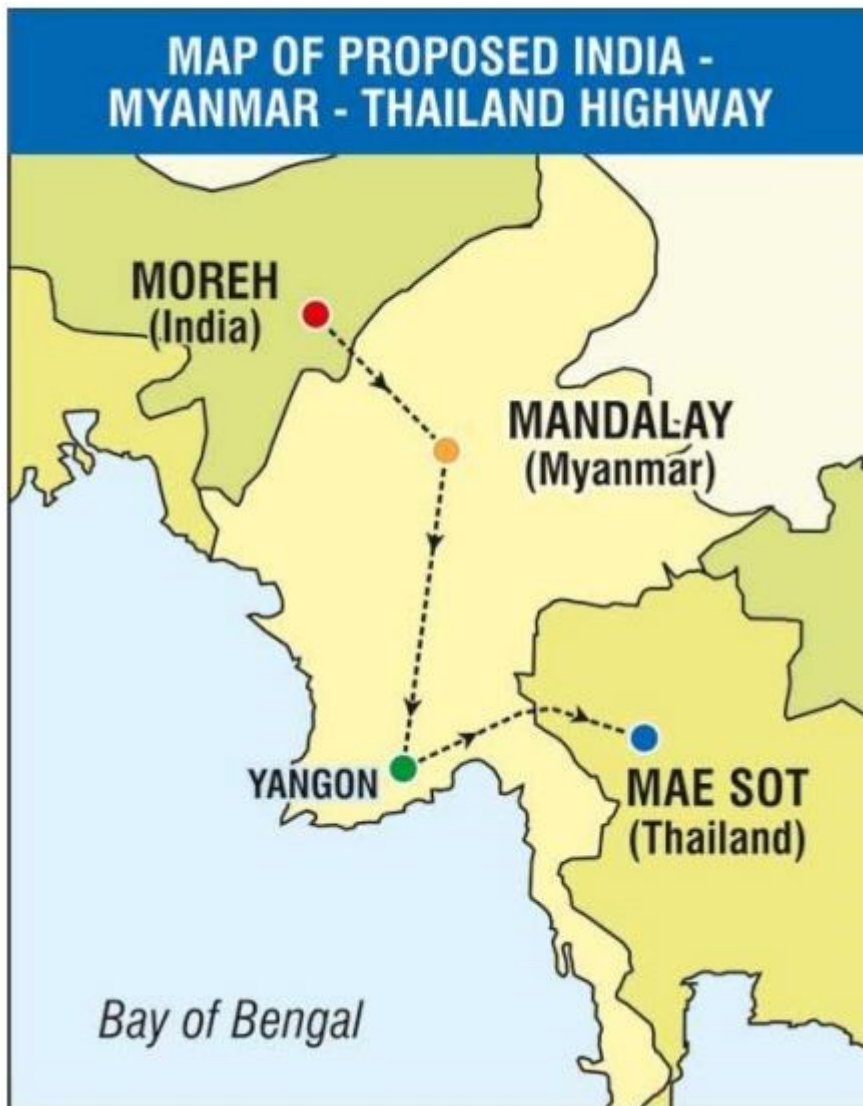 MAP OF PROPOSED INDIA -
MYANMAR - THAILAND HIGHWAY
MOREH
(India)
MANDALAY
(Myanmar)
YANGON
MAE SOT
(Thailand)
Bay of Bengal